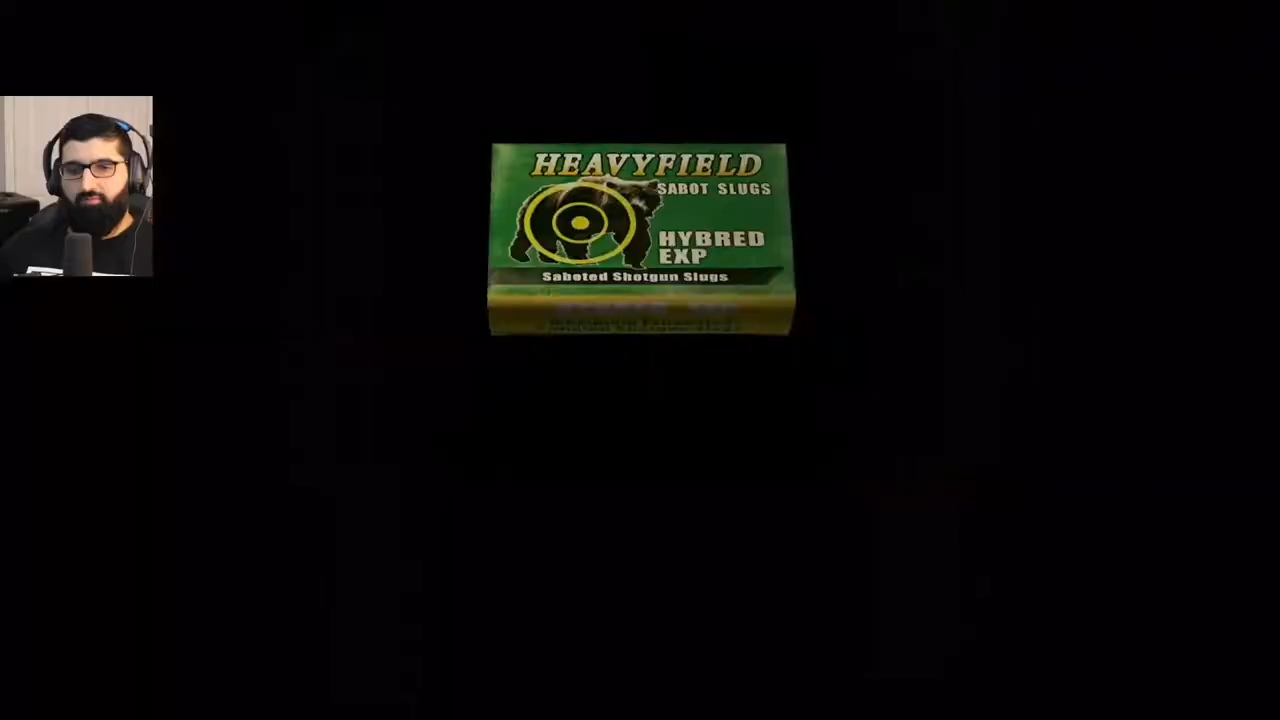 HEAVYFIELD
SABOT SLUGS
HYBRED
EXP
Saboted Shotgun Slugs